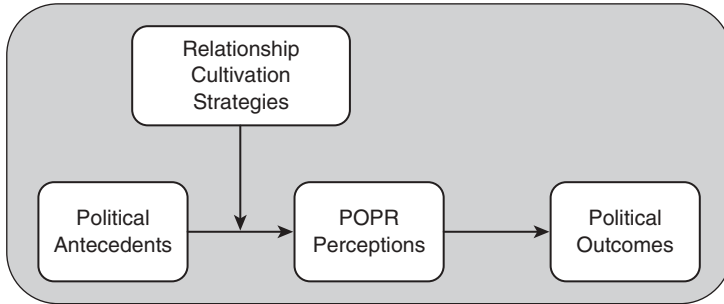 Relationship
Cultivation
Strategies
Political
Antecedents
POPR
Perceptions
Political
Outcomes